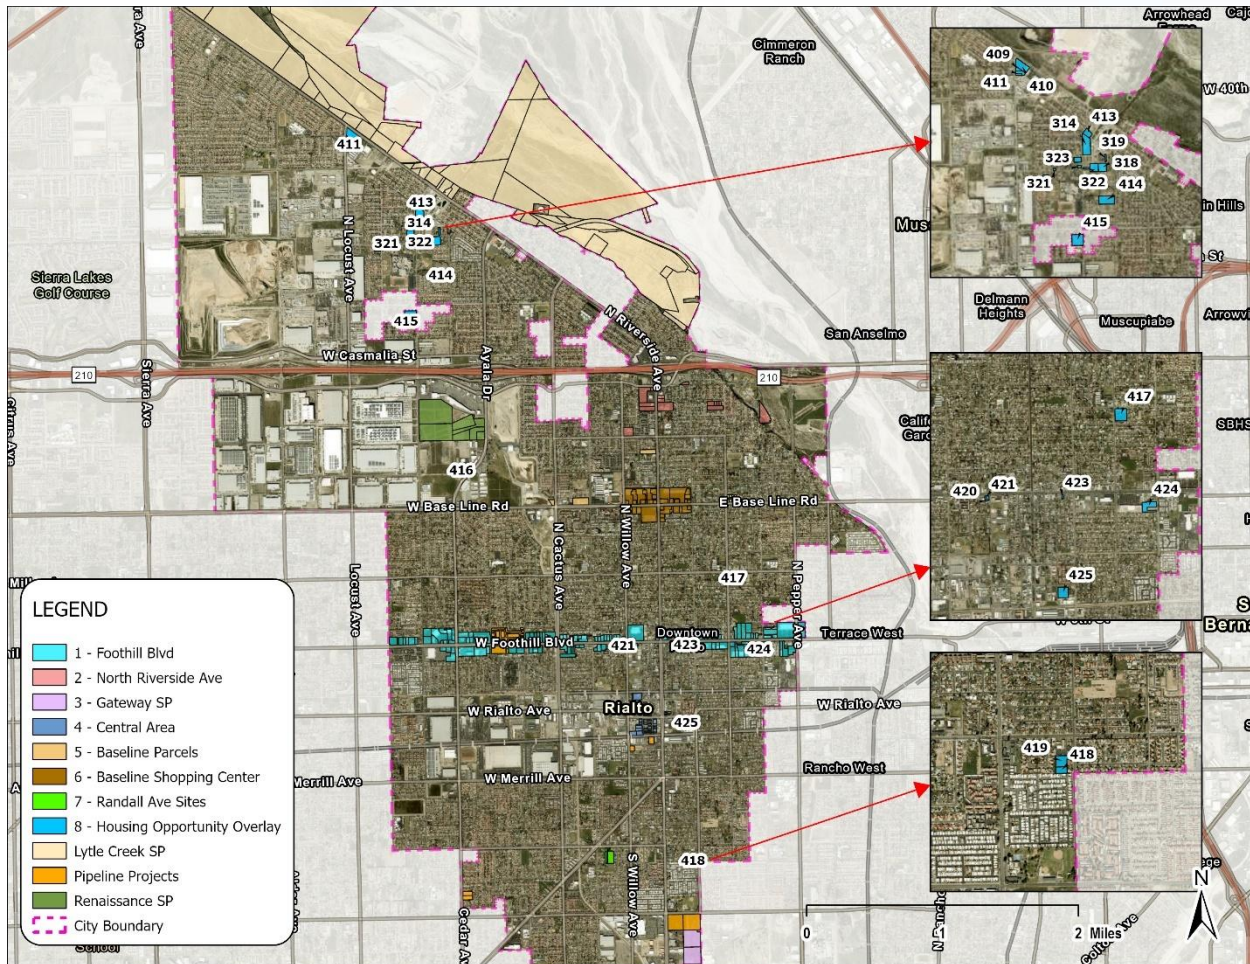 Arrowhead
Cimmeron
Ranch
W 40th
409
411
410
413
314
319
323
318
321
322
414
415
411
413
314
321
322
414
415
N Locust Ave
Sierra Lakes
Golf Course
N Riverside Ave
San Anselmo
Delmann
Heights
Muscupiabe
W Casmalia St
Ayala Dr
210
210
Sierra Ave
Citrus Ave
SBHS
417
420
421
423
424
425
416
W Base Line Rd
E Base Line Rd
N Cactus Ave
N Willow Ave
417
Locust Ave
N Pepper Ave
W Foothill Blvd
Downtown
421
423
424
Terrace West
W Rialto Ave
Rialto
425
W Rialto Ave
Merrill Ave
W Merrill Ave
Rancho West
419
418
418
S Willow Ave
Cedar Av
School
LEGEND
1 - Foothill Blvd
2 - North Riverside Ave
3 - Gateway SP
4 - Central Area
5 - Baseline Parcels
6 - Baseline Shopping Center
7 - Randall Ave Sites
8 - Housing Opportunity Overlay
Lytle Creek SP
Pipeline Projects
Renaissance SP
City Boundary
N
0 1 2 Miles